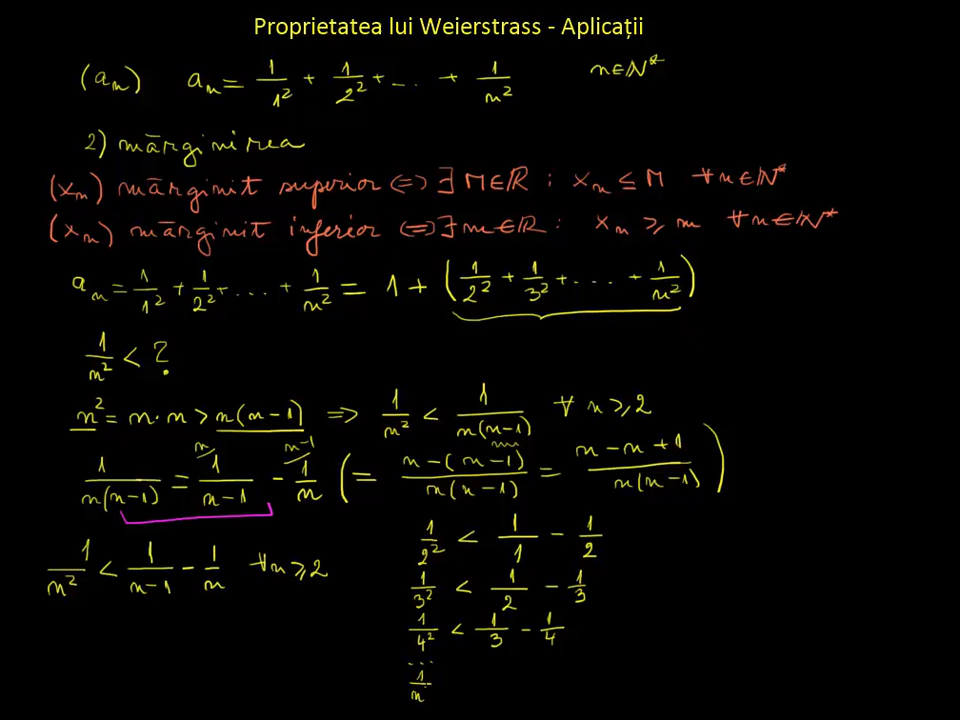 Proprietatea lui Weierstrass - Aplicații
(aₙ) aₙ = 1/1² + 1/2² + ... + 1/n² n∈ℕ*
2) mărginirea
(xₙ) mărginit superior ⇔ ∃ M∈ℝ : xₙ ≤ M ∀n∈ℕ*
(xₙ) mărginit inferior ⇔ ∃ m∈ℝ : xₙ ≥ m ∀n∈ℕ*
aₙ = 1/1² + 1/2² + ... + 1/n² = 1 + (1/2² + 1/3² + ... + 1/n²)
1/n² < ?
n² = n·n > n(n-1) ⇒ 1/n² < 1/(n(n-1)) ∀ n ≥ 2
1/(n(n-1)) = ⁿ⁾1/(n-1) - ⁿ⁻¹⁾1/n (= (n-(n-1))/(n(n-1)) = (n-n+1)/(n(n-1)))
1/n² < 1/(n-1) - 1/n ∀n ≥ 2
1/2² < 1/1 - 1/2
1/3² < 1/2 - 1/3
1/4² < 1/3 - 1/4
...
1/n²